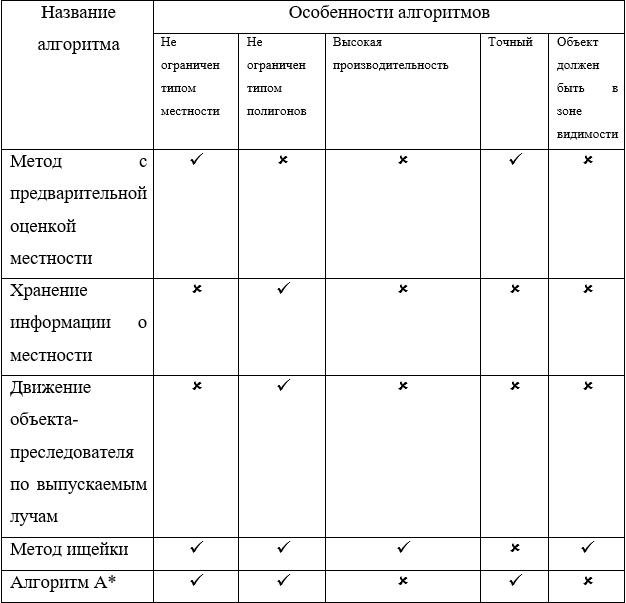 Название
алгоритма
Особенности алгоритмов
Не
ограничен
типом
местности
Не
ограничен
типом
полигонов
Высокая
производительность
Точный
Объект
должен
быть в
зоне
видимости
Метод с
предварительной
оценкой
местности
✓ × × ✓ ×
Хранение
информации о
местности
× ✓ × × ×
Движение
объекта-
преследователя
по выпускаемым
лучам
× ✓ × × ×
Метод ищейки ✓ ✓ ✓ × ✓
Алгоритм А* ✓ ✓ × ✓ ×